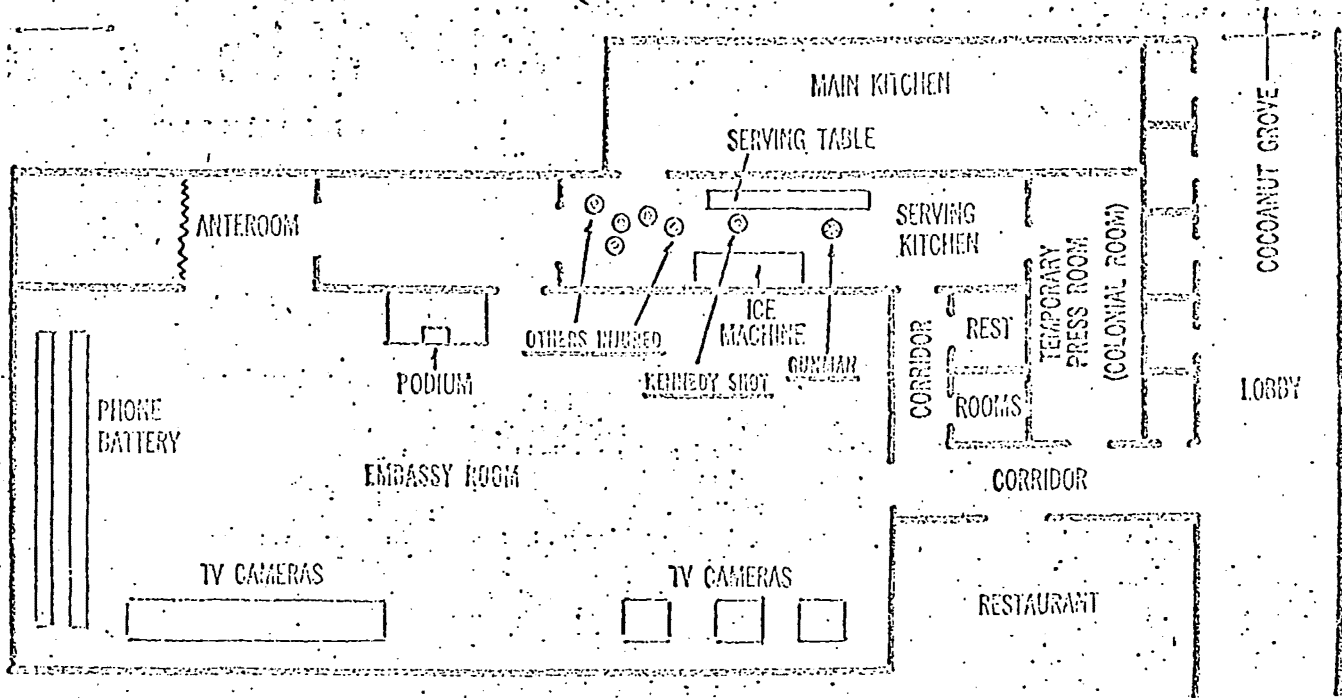 MAIN KITCHEN
SERVING TABLE
COCOANUT GROVE
ANTEROOM
SERVING
KITCHEN
TEMPORARY
PRESS ROOM
(COLONIAL ROOM)
OTHERS INJURED
ICE
MACHINE
KENNEDY SHOT
GUNMAN
PODIUM
CORRIDOR
REST
ROOMS
LOBBY
PHONE
BATTERY
EMBASSY ROOM
CORRIDOR
TV CAMERAS
TV CAMERAS
RESTAURANT